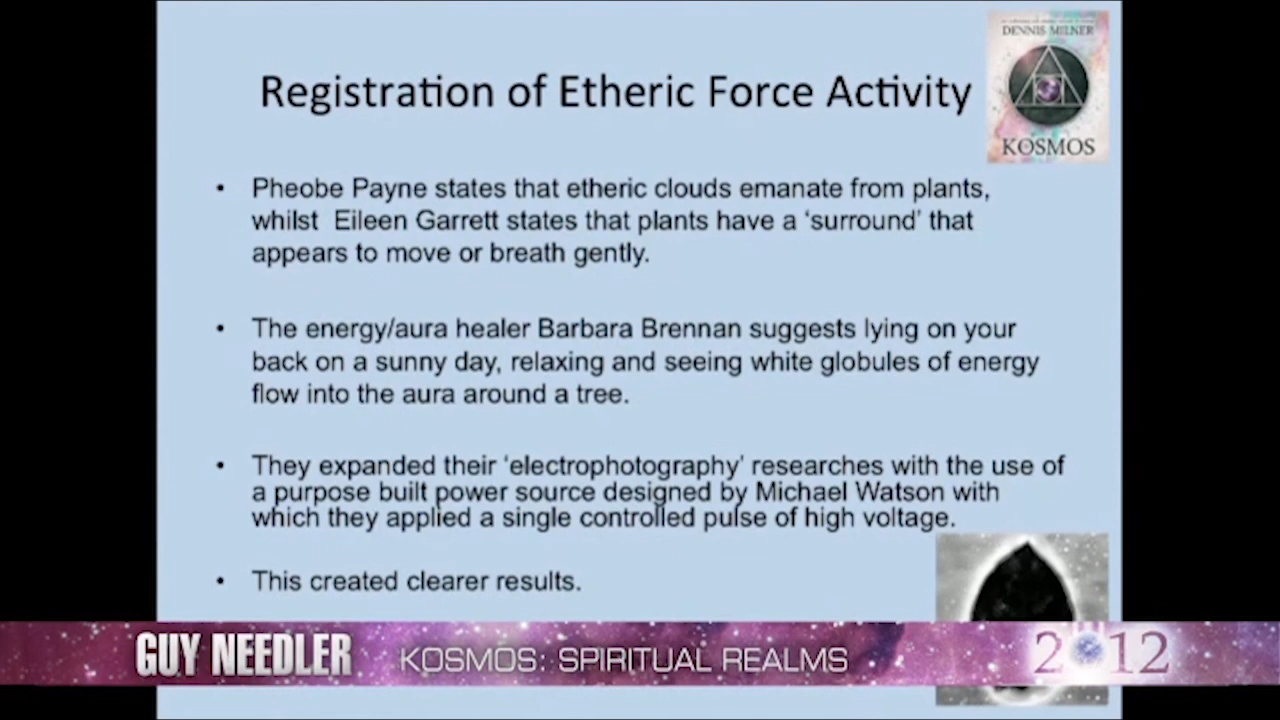 DENNIS MILNER
KOSMOS
Registration of Etheric Force Activity
• Pheobe Payne states that etheric clouds emanate from plants,
whilst Eileen Garrett states that plants have a ‘surround’ that
appears to move or breath gently.
• The energy/aura healer Barbara Brennan suggests lying on your
back on a sunny day, relaxing and seeing white globules of energy
flow into the aura around a tree.
• They expanded their ‘electrophotography’ researches with the use of
a purpose built power source designed by Michael Watson with
which they applied a single controlled pulse of high voltage.
• This created clearer results.
GUY NEEDLER KOSMOS: SPIRITUAL REALMS 2012